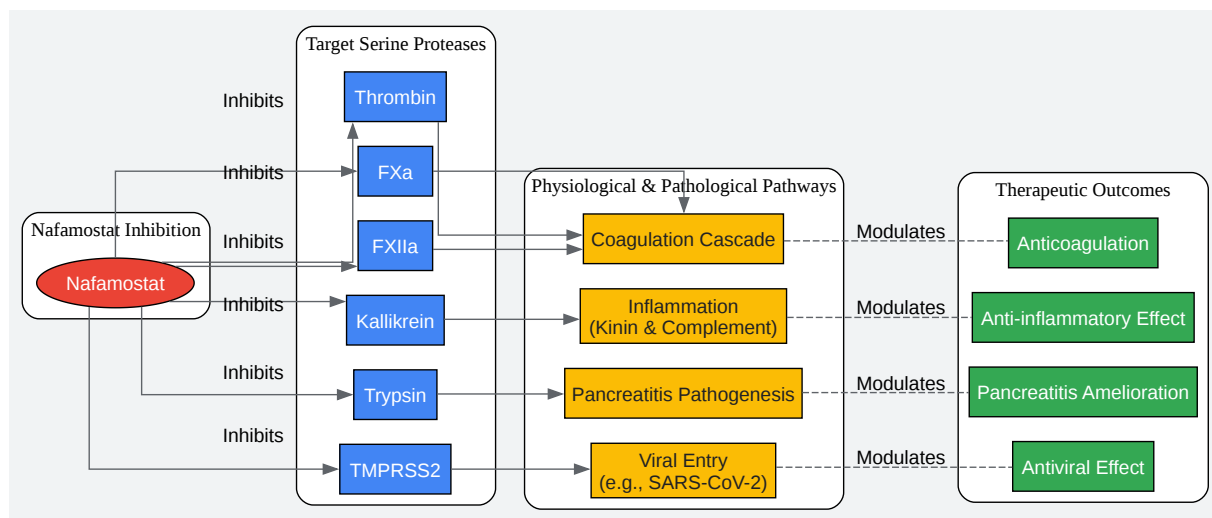 Nafamostat Inhibition
Nafamostat
Inhibits
Inhibits
Inhibits
Inhibits
Inhibits
Inhibits
Target Serine Proteases
Thrombin
FXa
FXIIa
Kallikrein
Trypsin
TMPRSS2
Physiological & Pathological Pathways
Coagulation Cascade
Inflammation
(Kinin & Complement)
Pancreatitis Pathogenesis
Viral Entry
(e.g., SARS-CoV-2)
Modulates
Modulates
Modulates
Modulates
Therapeutic Outcomes
Anticoagulation
Anti-inflammatory Effect
Pancreatitis Amelioration
Antiviral Effect